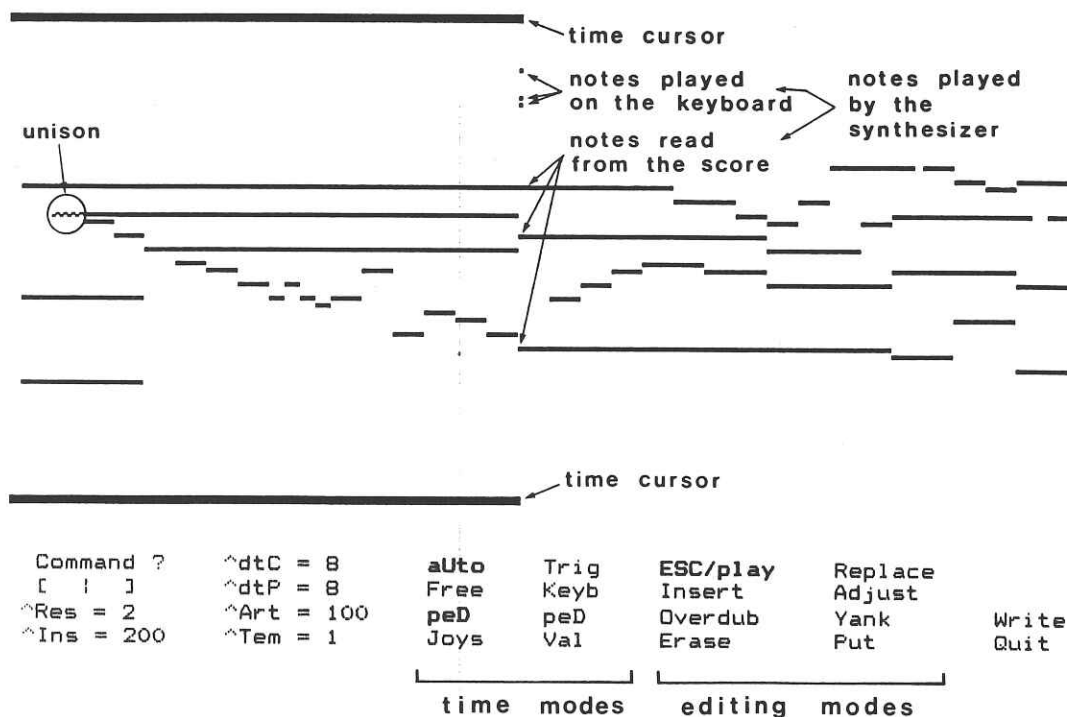 time cursor
notes played
on the keyboard
notes played
by the
synthesizer
unison
notes read
from the score
time cursor
Command ? ^dtC = 8 aUto Trig ESC/play Replace
[ ¦ ] ^dtP = 8 Free Keyb Insert Adjust
^Res = 2 ^Art = 100 peD peD Overdub Yank Write
^Ins = 200 ^Tem = 1 Joys Val Erase Put Quit
time modes editing modes